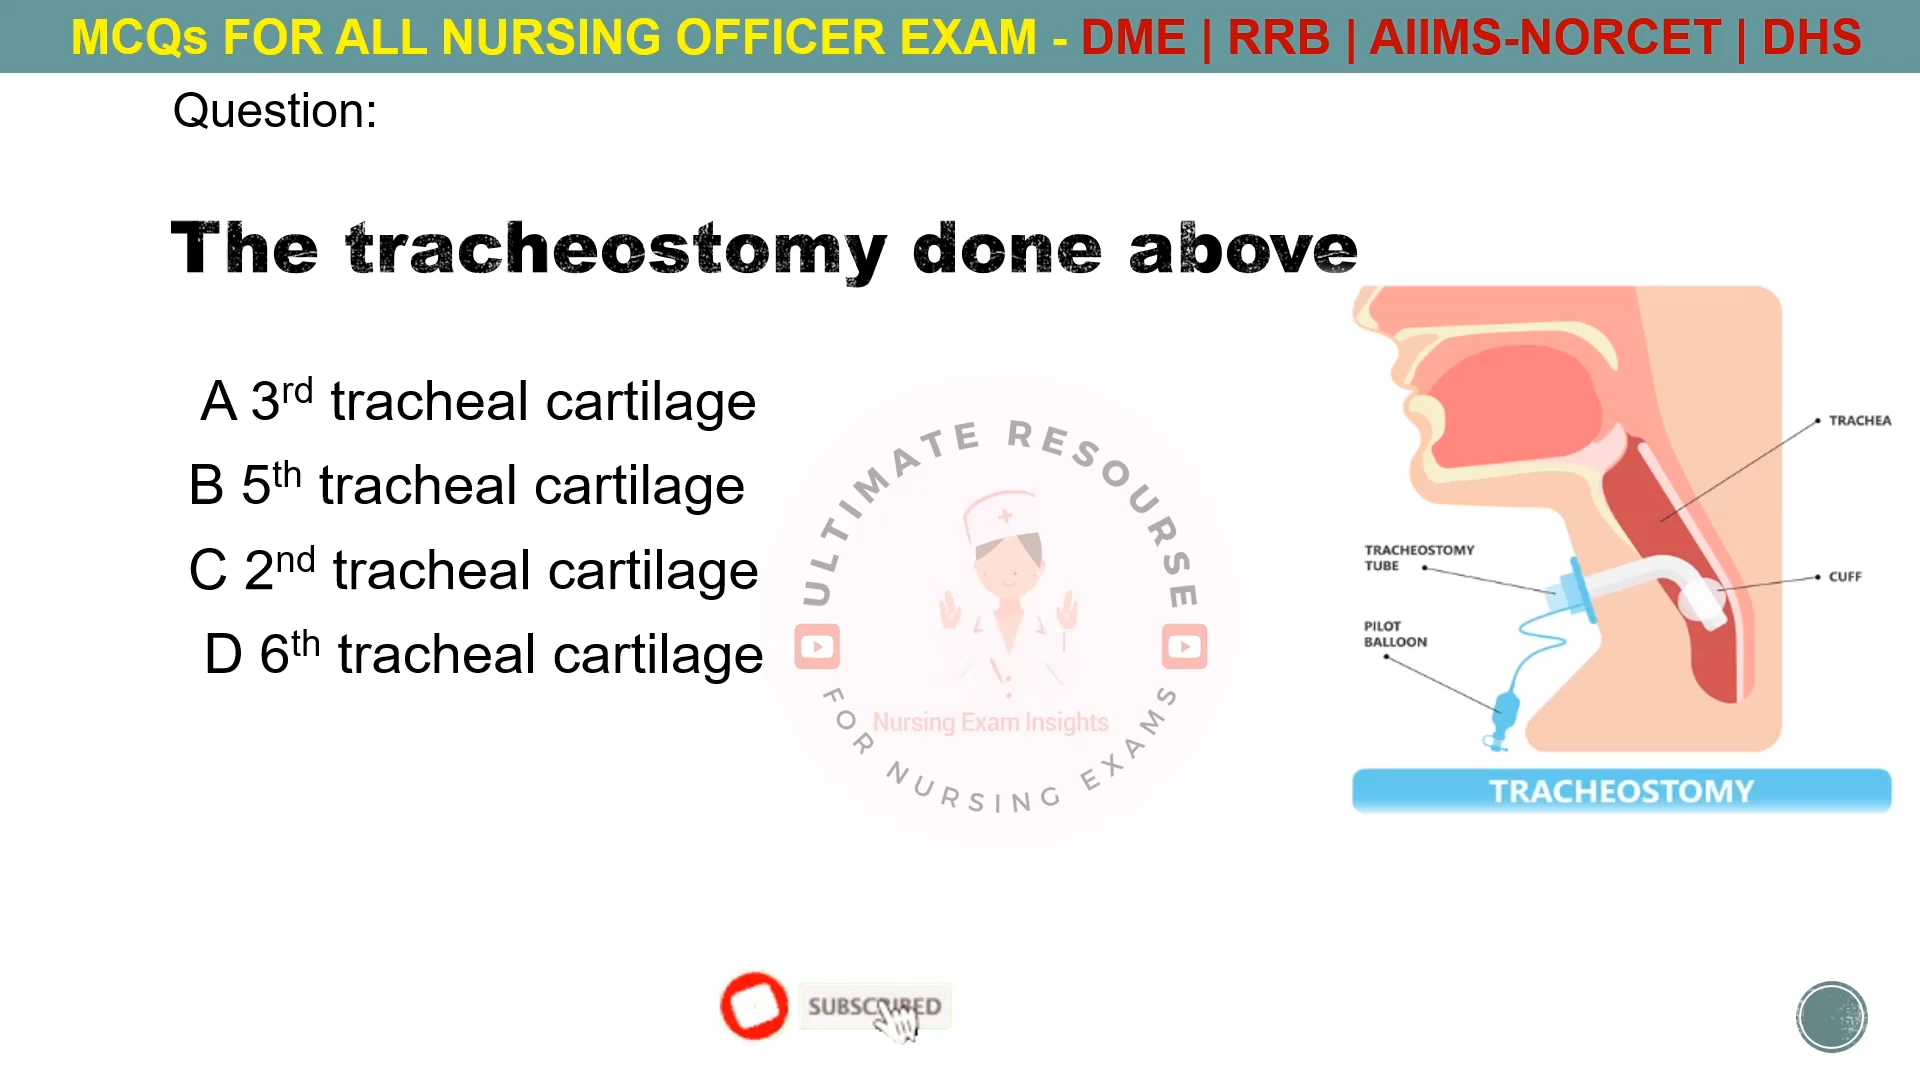 MCQs FOR ALL NURSING OFFICER EXAM - DME | RRB | AIIMS-NORCET | DHS
Question:
The tracheostomy done above
A 3rd tracheal cartilage
B 5th tracheal cartilage
C 2nd tracheal cartilage
D 6th tracheal cartilage
ULTIMATE RESOURSE
Nursing Exam Insights
FOR NURSING EXAMS
TRACHEA
TRACHEOSTOMY
TUBE
CUFF
PILOT
BALLOON
TRACHEOSTOMY
SUBSCRIBED